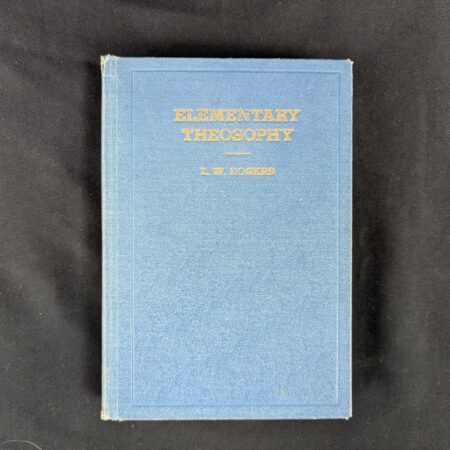 ELEMENTARY
THEOSOPHY
L. W. ROGERS